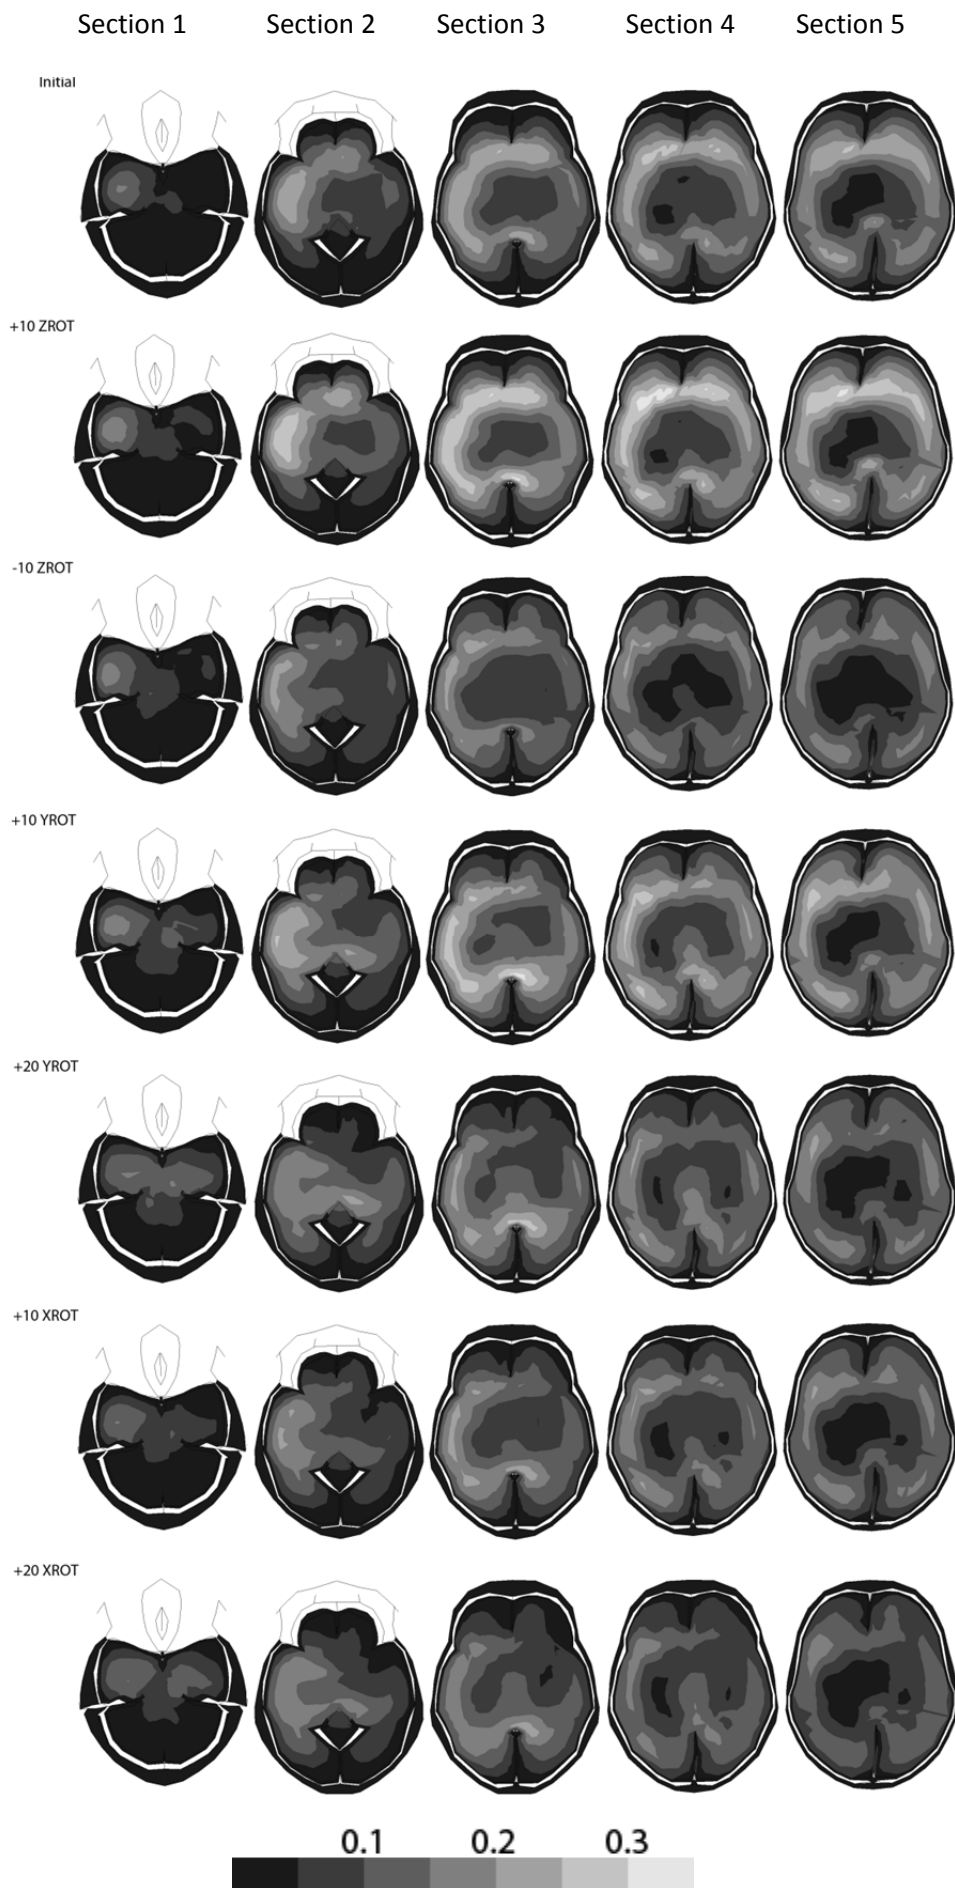 Section 1 Section 2 Section 3 Section 4 Section 5
Initial
+10 ZROT
-10 ZROT
+10 YROT
+20 YROT
+10 XROT
+20 XROT
0.1 0.2 0.3